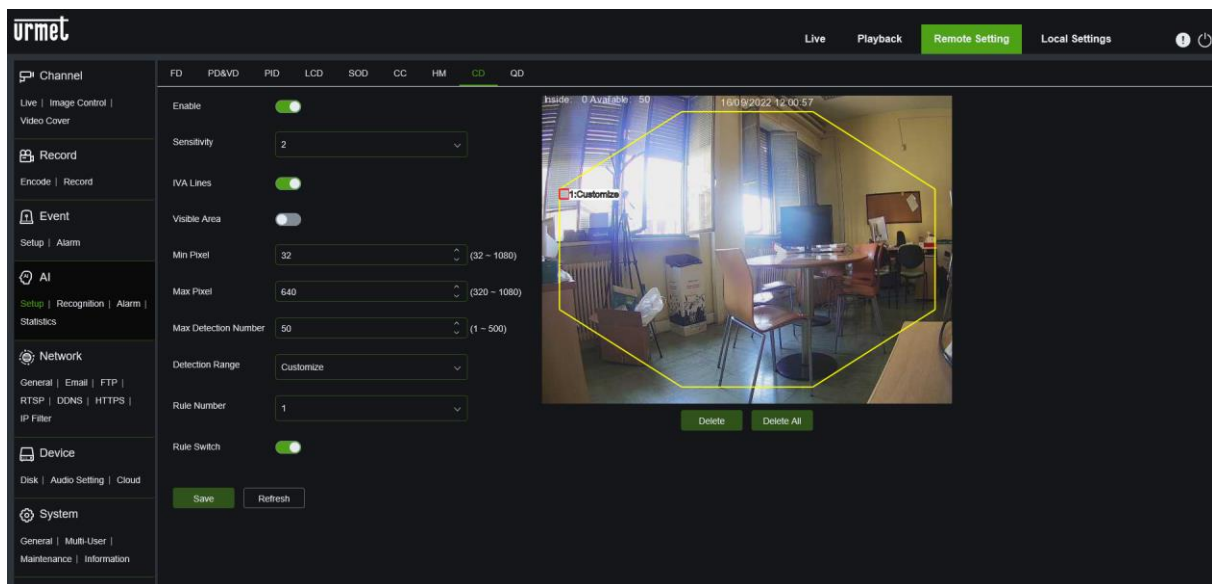 urmet
Live Playback Remote Setting Local Settings
Channel
Live | Image Control |
Video Cover
Record
Encode | Record
Event
Setup | Alarm
AI
Setup | Recognition | Alarm |
Statistics
Network
General | Email | FTP |
RTSP | DDNS | HTTPS |
IP Filter
Device
Disk | Audio Setting | Cloud
System
General | Multi-User |
Maintenance | Information
FD PD&VD PID LCD SOD CC HM CD QD
Enable
Sensitivity 2
IVA Lines
Visible Area
Min Pixel 32 (32 ~ 1080)
Max Pixel 640 (320 ~ 1080)
Max Detection Number 50 (1 ~ 500)
Detection Range Customize
Rule Number 1
Rule Switch
Save Refresh
Inside: 0 Available: 50 16/09/2022 12:00:57
1:Customize
Delete Delete All